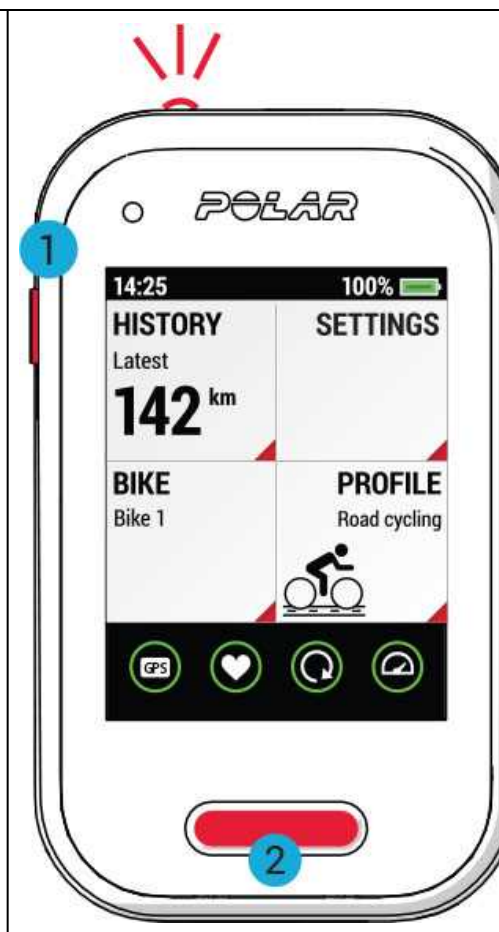 POLAR
1
14:25 100%
HISTORY SETTINGS
Latest
142 km
BIKE PROFILE
Bike 1 Road cycling
GPS
2